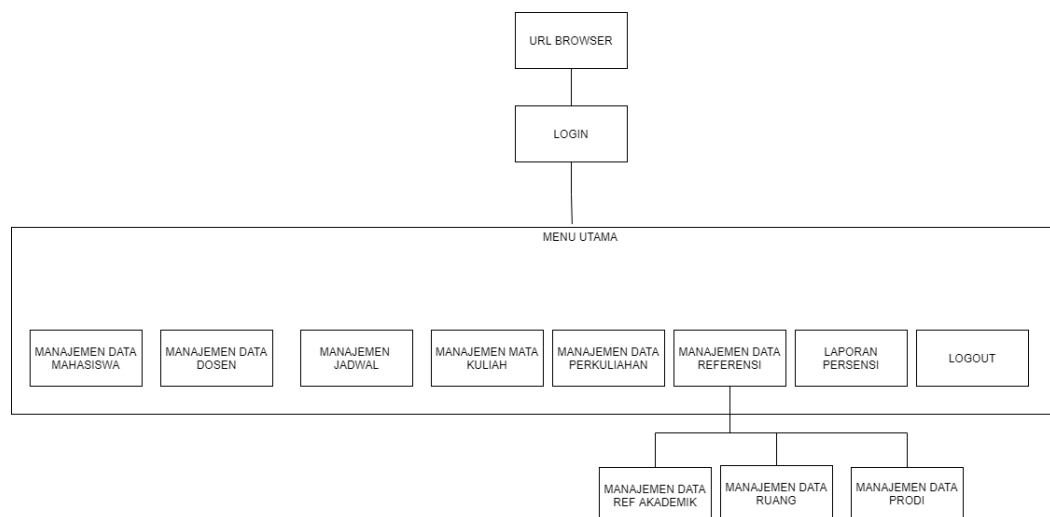 URL BROWSER
LOGIN
MENU UTAMA
MANAJEMEN DATA
MAHASISWA
MANAJEMEN DATA
DOSEN
MANAJEMEN
JADWAL
MANAJEMEN MATA
KULIAH
MANAJEMEN DATA
PERKULIAHAN
MANAJEMEN DATA
REFERENSI
LAPORAN
PERSENSI
LOGOUT
MANAJEMEN DATA
REF AKADEMIK
MANAJEMEN DATA
RUANG
MANAJEMEN DATA
PRODI